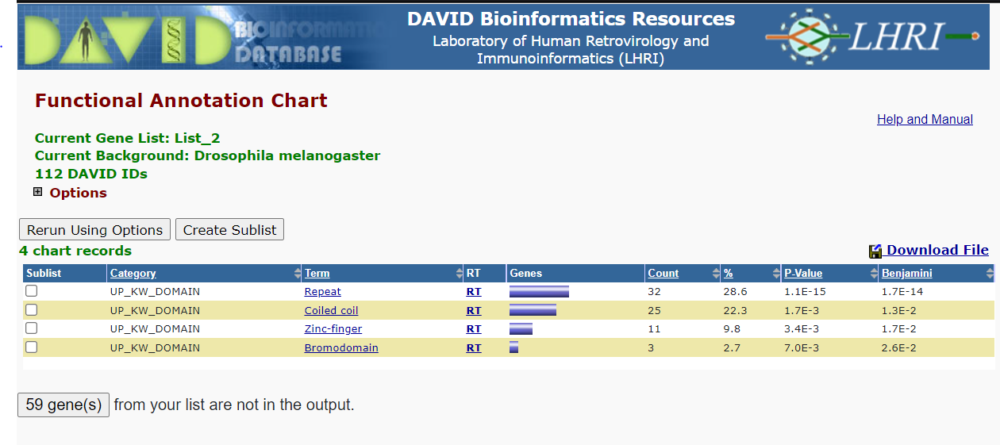 DAVID BIOINFORMATICS DATABASE
DAVID Bioinformatics Resources
Laboratory of Human Retrovirology and
Immunoinformatics (LHRI)
LHRI
Functional Annotation Chart
Help and Manual
Current Gene List: List_2
Current Background: Drosophila melanogaster
112 DAVID IDs
Options
Rerun Using Options Create Sublist
4 chart records Download File
Sublist Category Term RT Genes Count % P-Value Benjamini
UP_KW_DOMAIN Repeat RT 32 28.6 1.1E-15 1.7E-14
UP_KW_DOMAIN Coiled coil RT 25 22.3 1.7E-3 1.3E-2
UP_KW_DOMAIN Zinc-finger RT 11 9.8 3.4E-3 1.7E-2
UP_KW_DOMAIN Bromodomain RT 3 2.7 7.0E-3 2.6E-2
59 gene(s) from your list are not in the output.